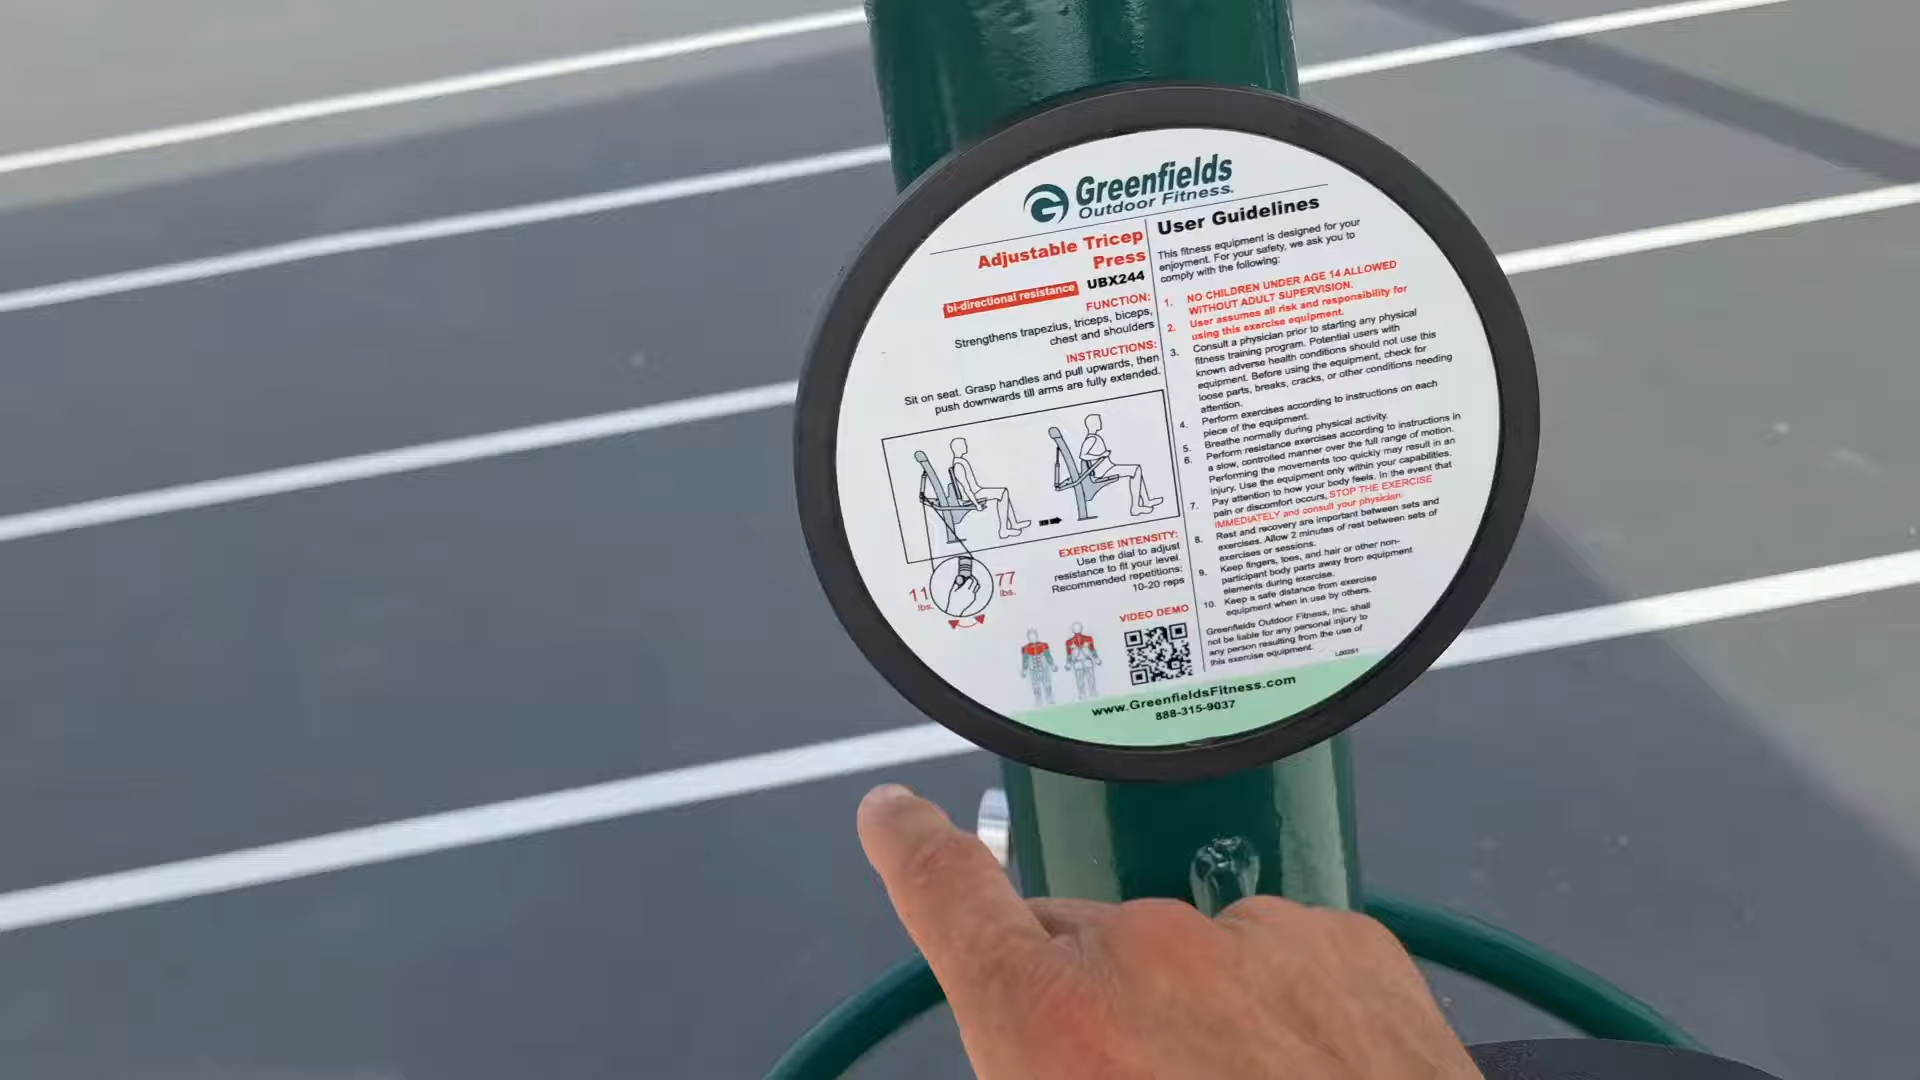 Greenfields
Outdoor Fitness.
Adjustable Tricep
Press
bi-directional resistance UBX244
FUNCTION:
Strengthens trapezius, triceps, biceps,
chest and shoulders
INSTRUCTIONS:
Sit on seat. Grasp handles and pull upwards, then
push downwards till arms are fully extended.
EXERCISE INTENSITY:
Use the dial to adjust
resistance to fit your level.
Recommended repetitions:
10-20 reps
11
lbs.
77
lbs.
VIDEO DEMO
User Guidelines
This fitness equipment is designed for your
enjoyment. For your safety, we ask you to
comply with the following:
1. NO CHILDREN UNDER AGE 14 ALLOWED
WITHOUT ADULT SUPERVISION.
2. User assumes all risk and responsibility for
using this exercise equipment.
3. Consult a physician prior to starting any physical
fitness training program. Potential users with
known adverse health conditions should not use this
equipment. Before using the equipment, check for
loose parts, breaks, cracks, or other conditions needing
attention.
4. Perform exercises according to instructions on each
piece of the equipment.
5. Breathe normally during physical activity.
6. Perform resistance exercises according to instructions in
a slow, controlled manner over the full range of motion.
Performing the movements too quickly may result in an
injury. Use the equipment only within your capabilities.
7. Pay attention to how your body feels. In the event that
pain or discomfort occurs, STOP THE EXERCISE
IMMEDIATELY and consult your physician.
8. Rest and recovery are important between sets and
exercises. Allow 2 minutes of rest between sets of
exercises or sessions.
9. Keep fingers, toes, and hair or other non-
participant body parts away from equipment
elements during exercise.
10. Keep a safe distance from exercise
equipment when in use by others.
Greenfields Outdoor Fitness, Inc. shall
not be liable for any personal injury to
any person resulting from the use of
this exercise equipment.
L00251
www.GreenfieldsFitness.com
888-315-9037